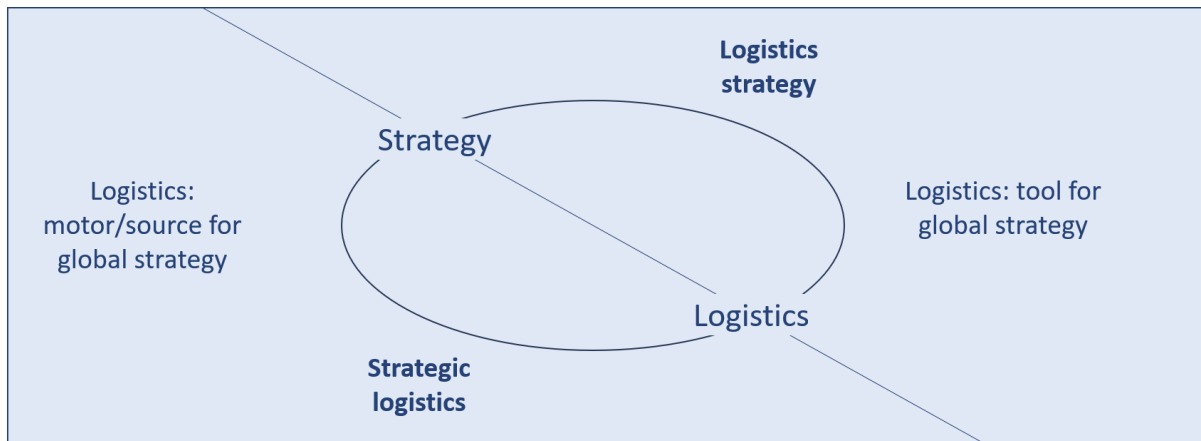 Logistics
strategy
Strategy
Logistics:
motor/source for
global strategy
Logistics: tool for
global strategy
Logistics
Strategic
logistics